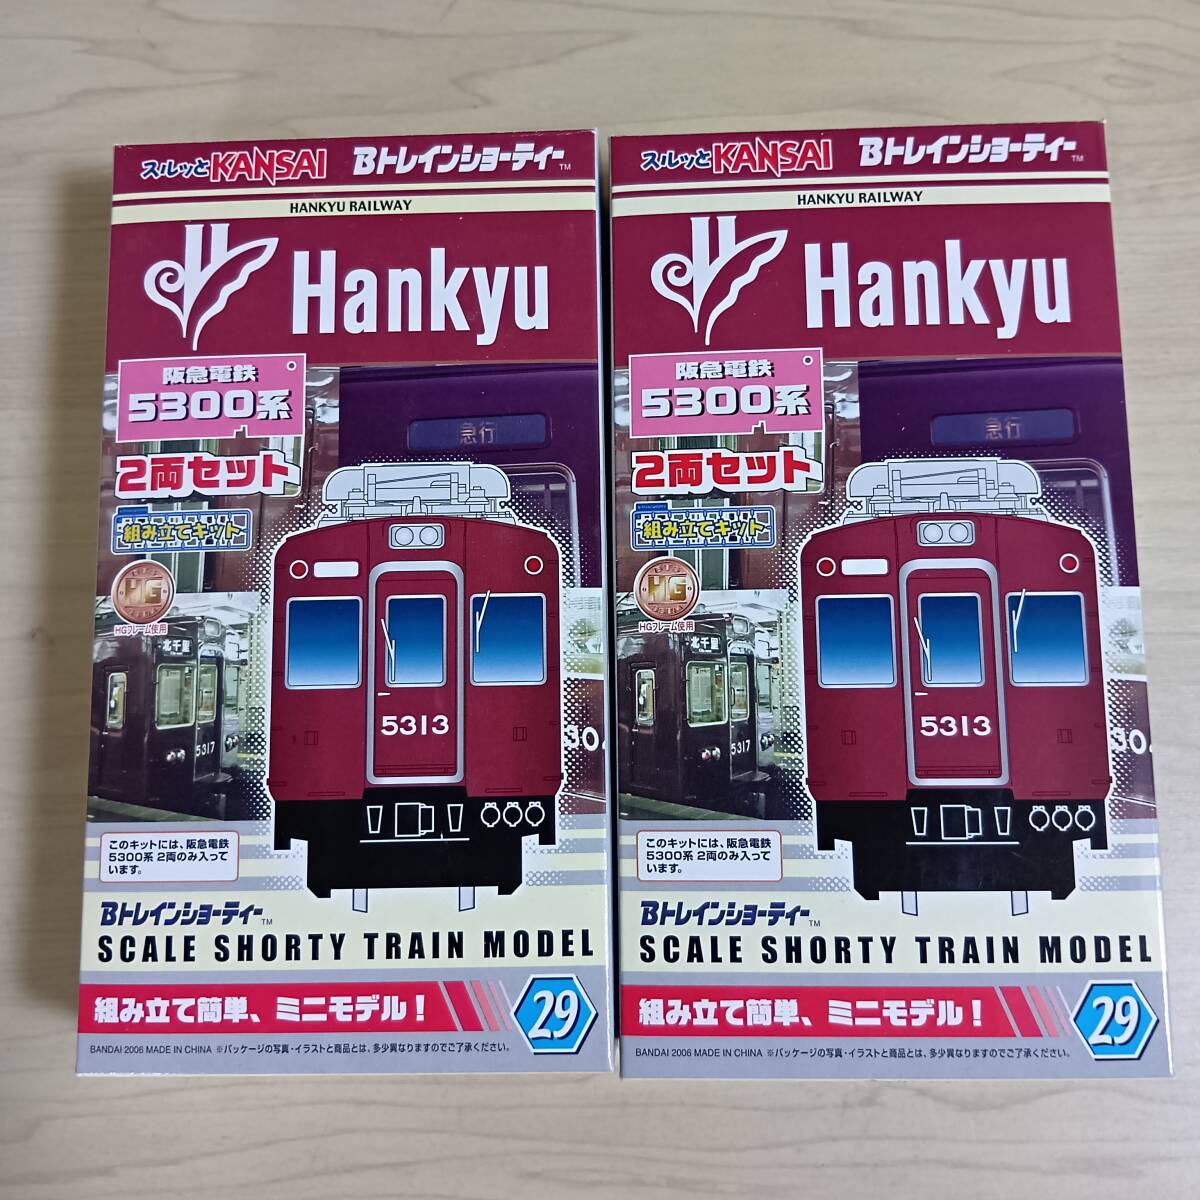 スルッとKANSAI Bトレインショーティー™
HANKYU RAILWAY
Hankyu
阪急電鉄
5300系
急行
2両セット
組み立てキット
HG
HGフレーム使用
北千里
5317
5313
30
このキットには、阪急電鉄
5300系 2両のみ入って
います。
Bトレインショーティー™
SCALE SHORTY TRAIN MODEL
組み立て簡単、ミニモデル!
29
BANDAI 2006 MADE IN CHINA ※パッケージの写真・イラストと商品とは、多少異なりますのでご了承ください。
スルッとKANSAI Bトレインショーティー™
HANKYU RAILWAY
Hankyu
阪急電鉄
5300系
急行
2両セット
組み立てキット
HG
HGフレーム使用
北千里
5317
5313
30
このキットには、阪急電鉄
5300系 2両のみ入って
います。
Bトレインショーティー™
SCALE SHORTY TRAIN MODEL
組み立て簡単、ミニモデル!
29
BANDAI 2006 MADE IN CHINA ※パッケージの写真・イラストと商品とは、多少異なりますのでご了承ください。